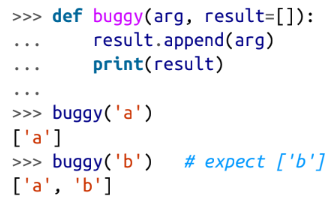 >>> def buggy(arg, result=[]):
...     result.append(arg)
...     print(result)
...
>>> buggy('a')
['a']
>>> buggy('b')   # expect ['b']
['a', 'b']